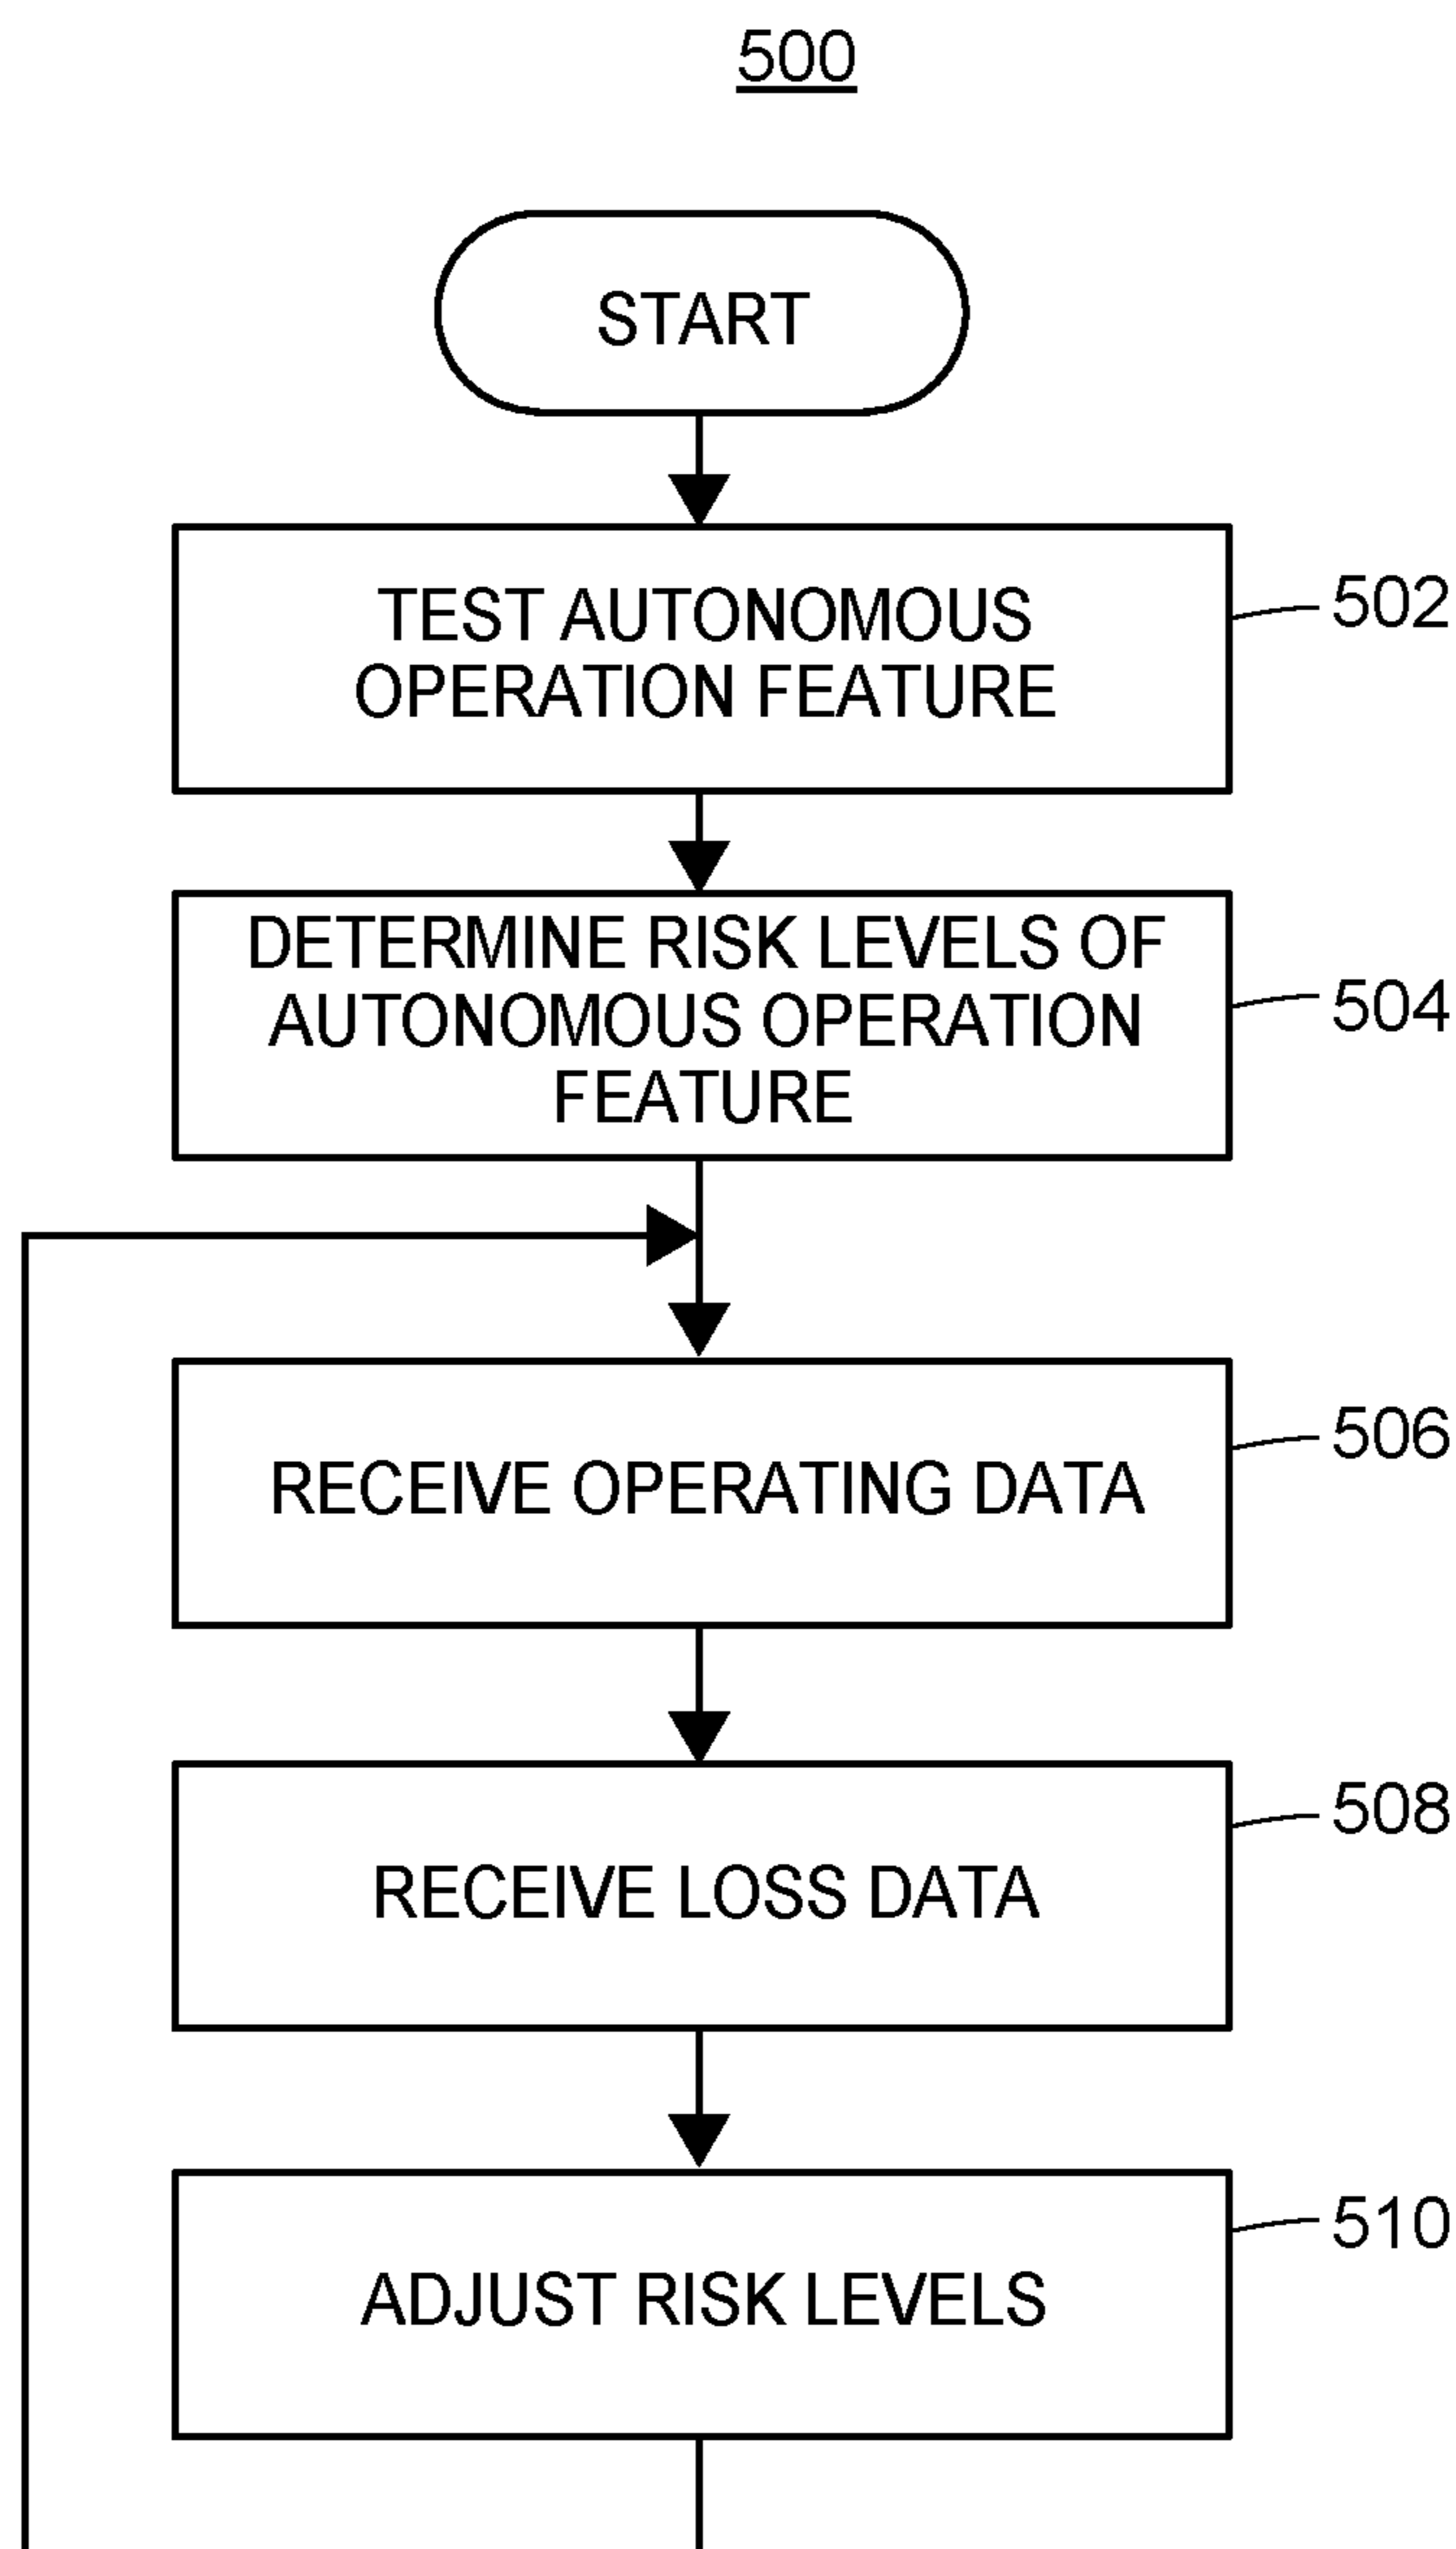 500
START
TEST AUTONOMOUS
OPERATION FEATURE
502
DETERMINE RISK LEVELS OF
AUTONOMOUS OPERATION
FEATURE
504
RECEIVE OPERATING DATA
506
RECEIVE LOSS DATA
508
ADJUST RISK LEVELS
510